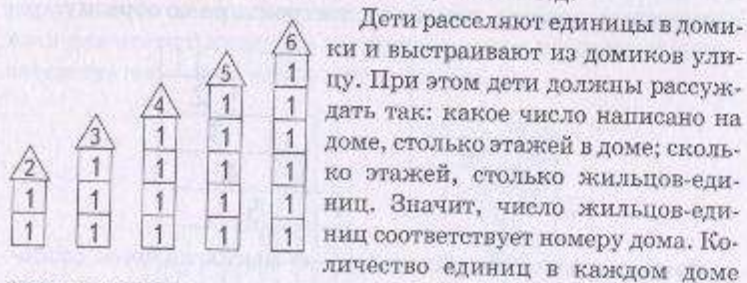 6
1
1
1
1
1
1
5
1
1
1
1
1
4
1
1
1
1
3
1
1
1
2
1
1
Дети расселяют единицы в доми-
ки и выстраивают из домиков ули-
цу. При этом дети должны рассуж-
дать так: какое число написано на
доме, столько этажей в доме; сколь-
ко этажей, столько жильцов-еди-
ниц. Значит, число жильцов-еди-
ниц соответствует номеру дома. Ко-
личество единиц в каждом доме